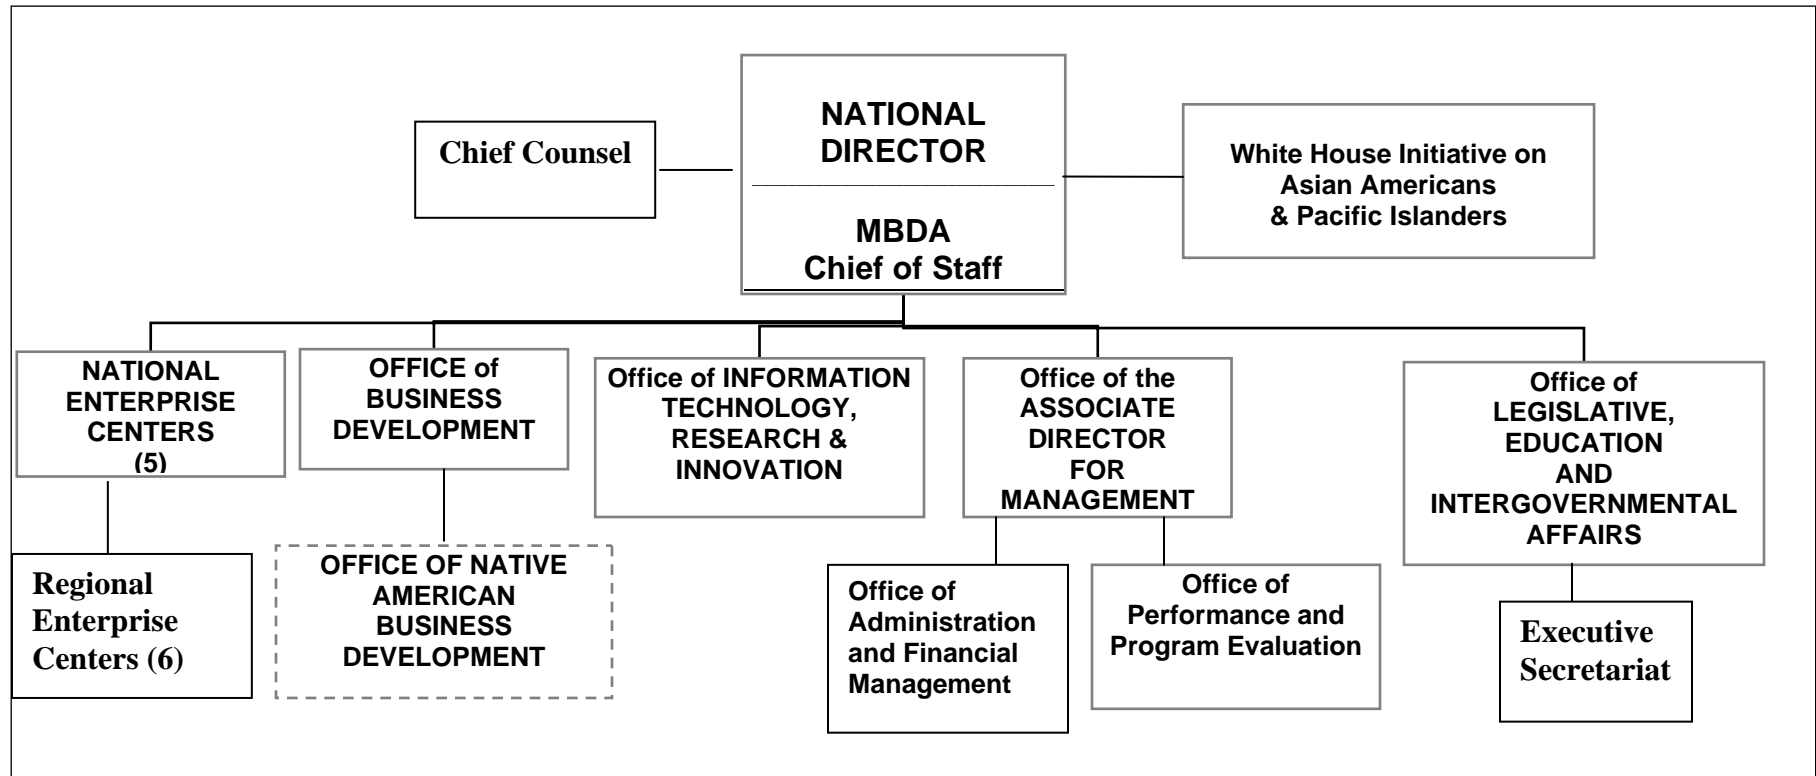 NATIONAL
DIRECTOR
MBDA
Chief of Staff
Chief Counsel
White House Initiative on
Asian Americans
& Pacific Islanders
NATIONAL
ENTERPRISE
CENTERS
(5)
OFFICE of
BUSINESS
DEVELOPMENT
Office of INFORMATION
TECHNOLOGY,
RESEARCH &
INNOVATION
Office of the
ASSOCIATE
DIRECTOR
FOR
MANAGEMENT
Office of
LEGISLATIVE,
EDUCATION
AND
INTERGOVERNMENTAL
AFFAIRS
Regional
Enterprise
Centers (6)
OFFICE OF NATIVE
AMERICAN
BUSINESS
DEVELOPMENT
Office of
Administration
and Financial
Management
Office of
Performance and
Program Evaluation
Executive
Secretariat